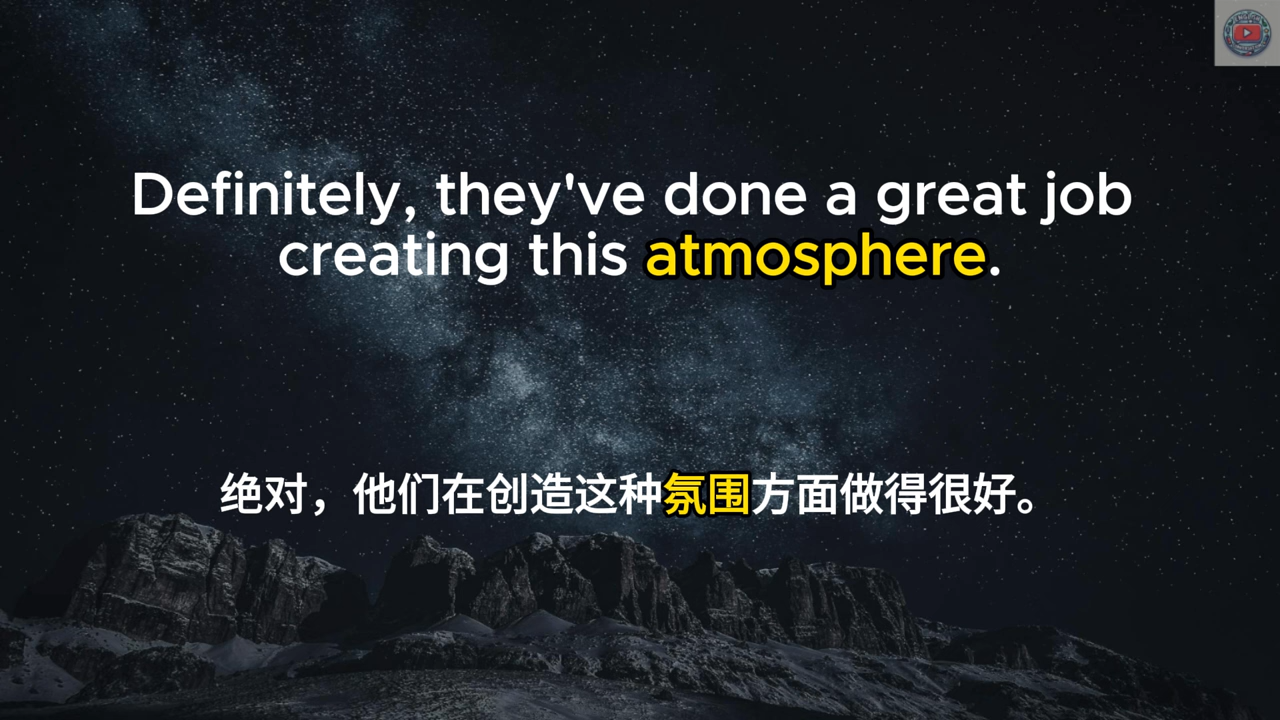 Definitely, they've done a great job
creating this atmosphere.
绝对，他们在创造这种氛围方面做得很好。